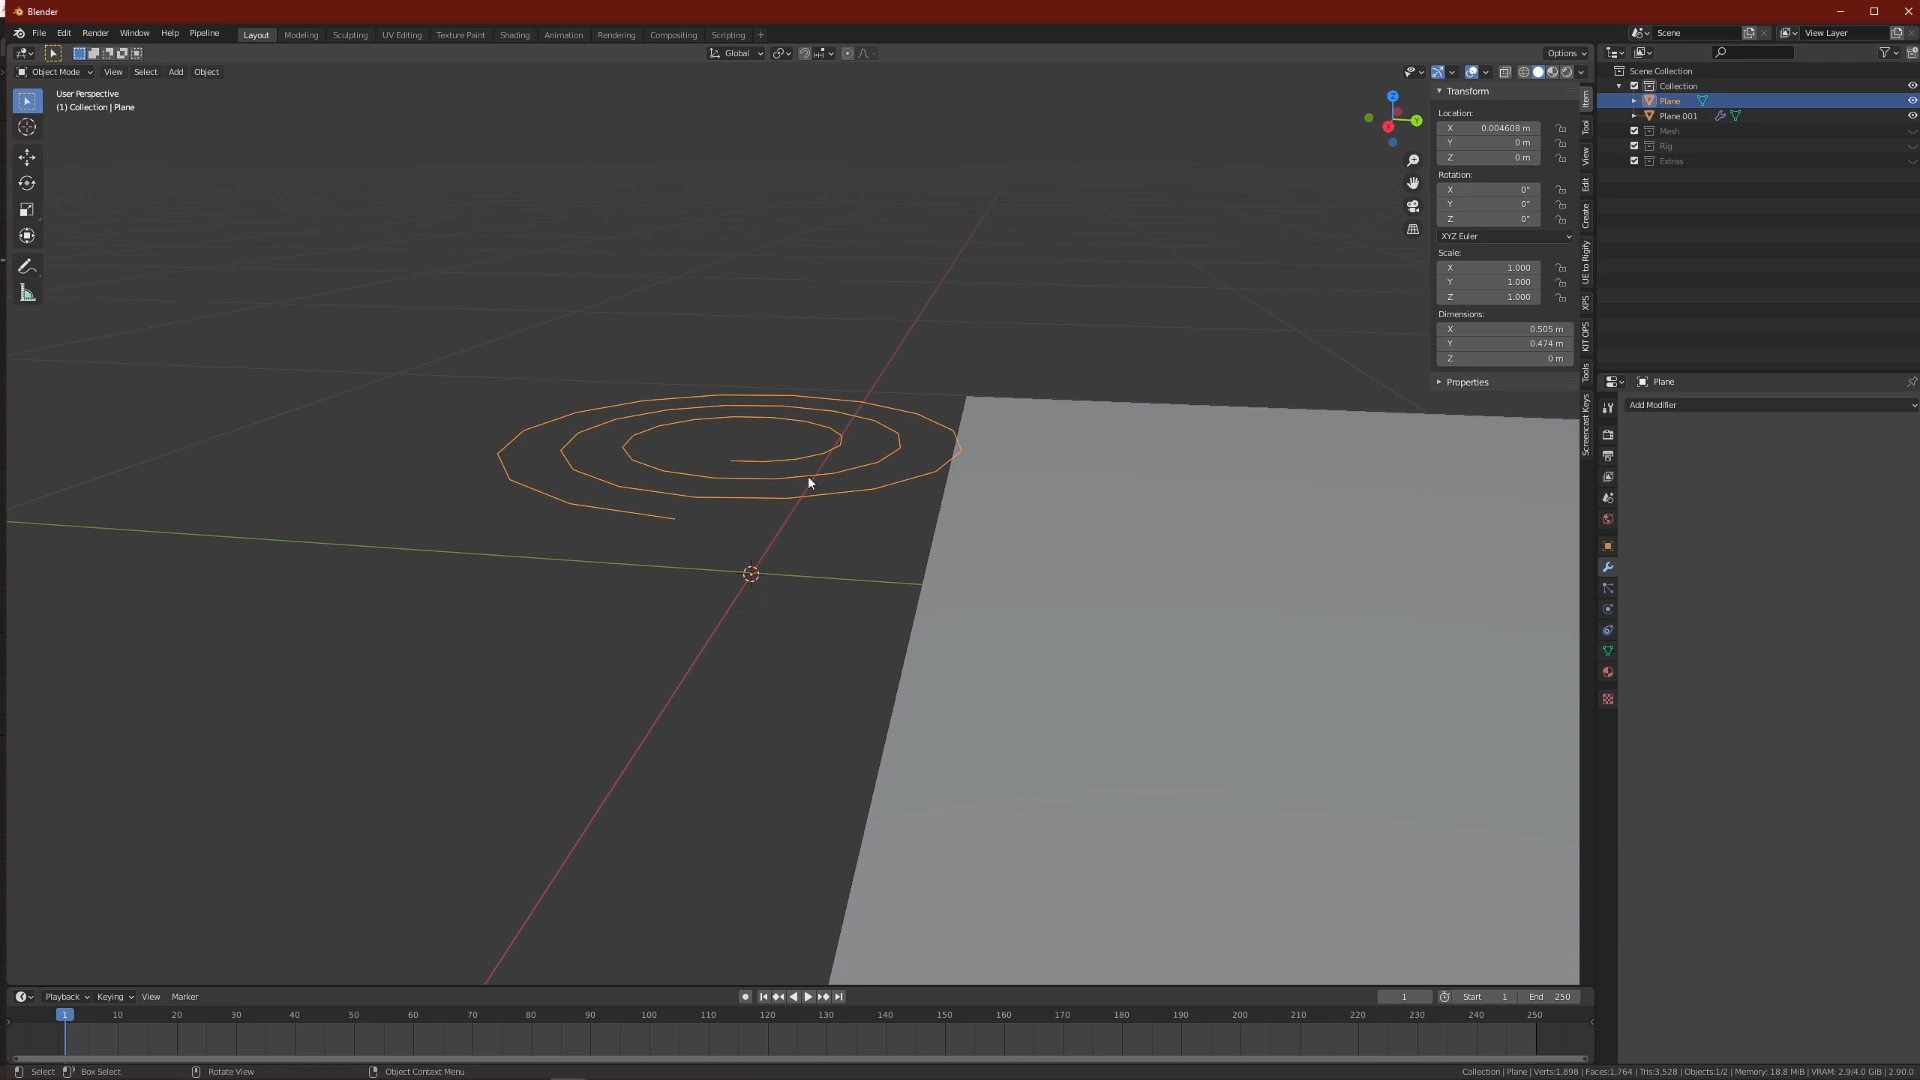 Blender
File Edit Render Window Help Pipeline
Layout Modeling Sculpting UV Editing Texture Paint Shading Animation Rendering Compositing Scripting +
Scene View Layer
Global Options
Object Mode View Select Add Object
User Perspective
(1) Collection | Plane
Z
Y
X
Transform
Location:
X 0.004608 m
Y 0 m
Z 0 m
Rotation:
X 0°
Y 0°
Z 0°
XYZ Euler
Scale:
X 1.000
Y 1.000
Z 1.000
Dimensions:
X 0.505 m
Y 0.474 m
Z 0 m
Properties
Item
Tool
View
Edit
Create
UE to Rigify
XPS
KIT OPS
Tools
Screencast Keys
Scene Collection
Collection
Plane
Plane.001
Mesh
Rig
Extras
Plane
Add Modifier
Playback Keying View Marker
1 Start 1 End 250
1 10 20 30 40 50 60 70 80 90 100 110 120 130 140 150 160 170 180 190 200 210 220 230 240 250
Select Box Select Rotate View Object Context Menu
Collection | Plane | Verts:1,898 | Faces:1,764 | Tris:3,528 | Objects:1/2 | Memory: 18.8 MiB | VRAM: 2.9/4.0 GiB | 2.90.0